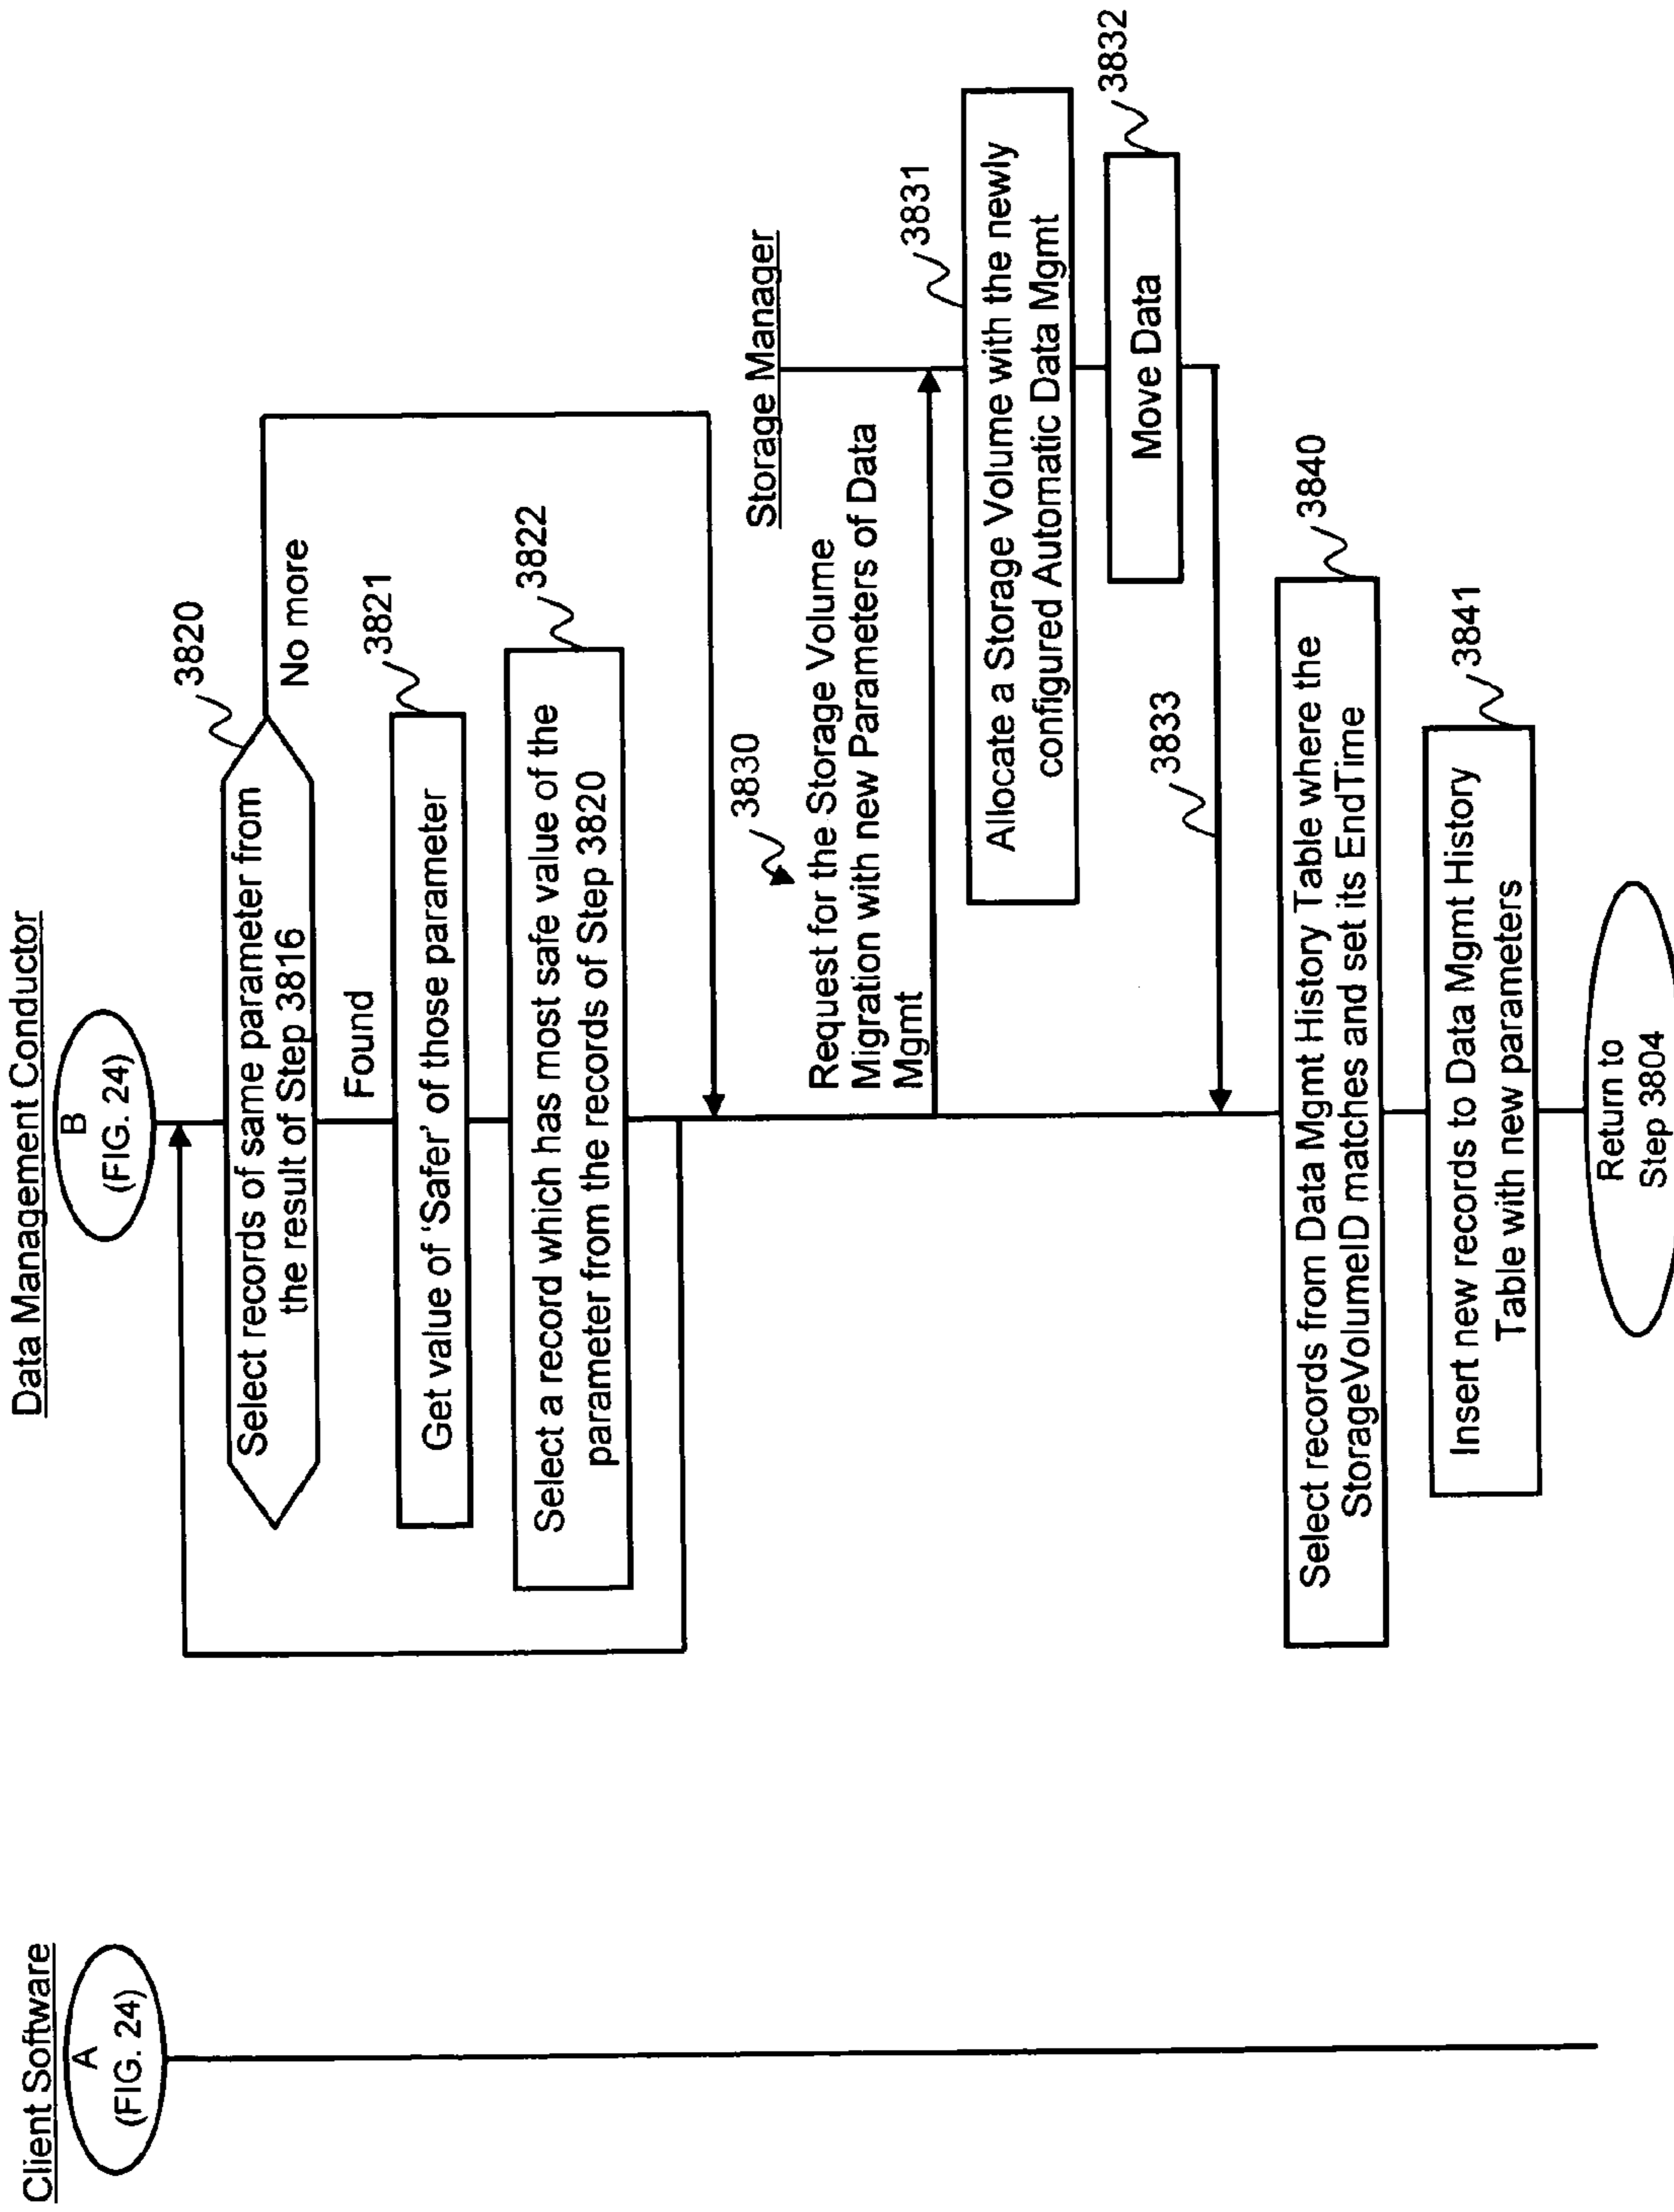 Client Software
A
(FIG. 24)
Data Management Conductor
B
(FIG. 24)
3820
Select records of same parameter from
the result of Step 3816
No more
Found
3821
Get value of 'Safer' of those parameter
3822
Select a record which has most safe value of the
parameter from the records of Step 3820
3830
Request for the Storage Volume
Migration with new Parameters of Data
Mgmt
Storage Manager
3831
Allocate a Storage Volume with the newly
configured Automatic Data Mgmt
3832
Move Data
3833
3840
Select records from Data Mgmt History Table where the
StorageVolumeID matches and set its EndTime
3841
Insert new records to Data Mgmt History
Table with new parameters
Return to
Step 3804